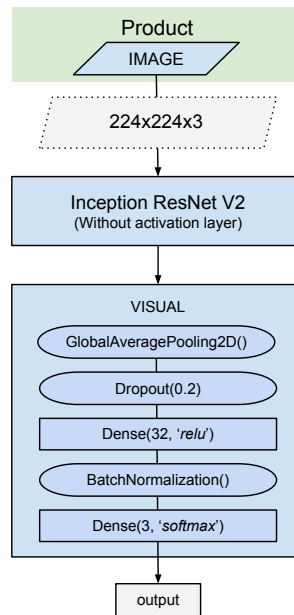 Product
IMAGE
224x224x3
Inception ResNet V2
(Without activation layer)
VISUAL
GlobalAveragePooling2D()
Dropout(0.2)
Dense(32, ‘relu’)
BatchNormalization()
Dense(3, ‘softmax’)
output